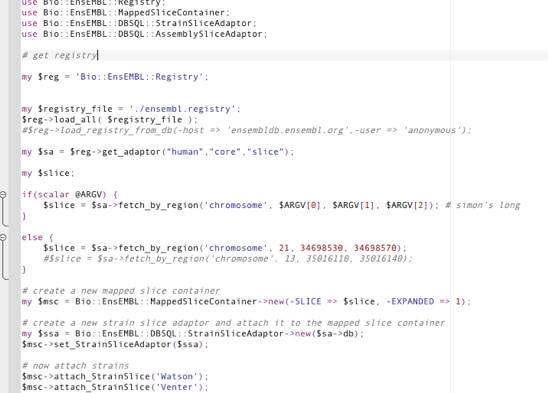 use Bio::EnsEMBL::Registry;
use Bio::EnsEMBL::MappedSliceContainer;
use Bio::EnsEMBL::DBSQL::StrainSliceAdaptor;
use Bio::EnsEMBL::DBSQL::AssemblySliceAdaptor;
# get registry
my $reg = 'Bio::EnsEMBL::Registry';
my $registry_file = './ensembl.registry';
$reg->load_all( $registry_file );
#$reg->load_registry_from_db(-host => 'ensembldb.ensembl.org',-user => 'anonymous');
my $sa = $reg->get_adaptor("human","core","slice");
my $slice;
if(scalar @ARGV) {
    $slice = $sa->fetch_by_region('chromosome', $ARGV[0], $ARGV[1], $ARGV[2]); # simon's long
}
else {
    $slice = $sa->fetch_by_region('chromosome', 21, 34698530, 34698570);
    #$slice = $sa->fetch_by_region('chromosome', 13, 35016110, 35016140);
}
# create a new mapped slice container
my $msc = Bio::EnsEMBL::MappedSliceContainer->new(-SLICE => $slice, -EXPANDED => 1);
# create a new strain slice adaptor and attach it to the mapped slice container
my $ssa = Bio::EnsEMBL::DBSQL::StrainSliceAdaptor->new($sa->db);
$msc->set_StrainSliceAdaptor($ssa);
# now attach strains
$msc->attach_StrainSlice('Watson');
$msc->attach_StrainSlice('Venter');